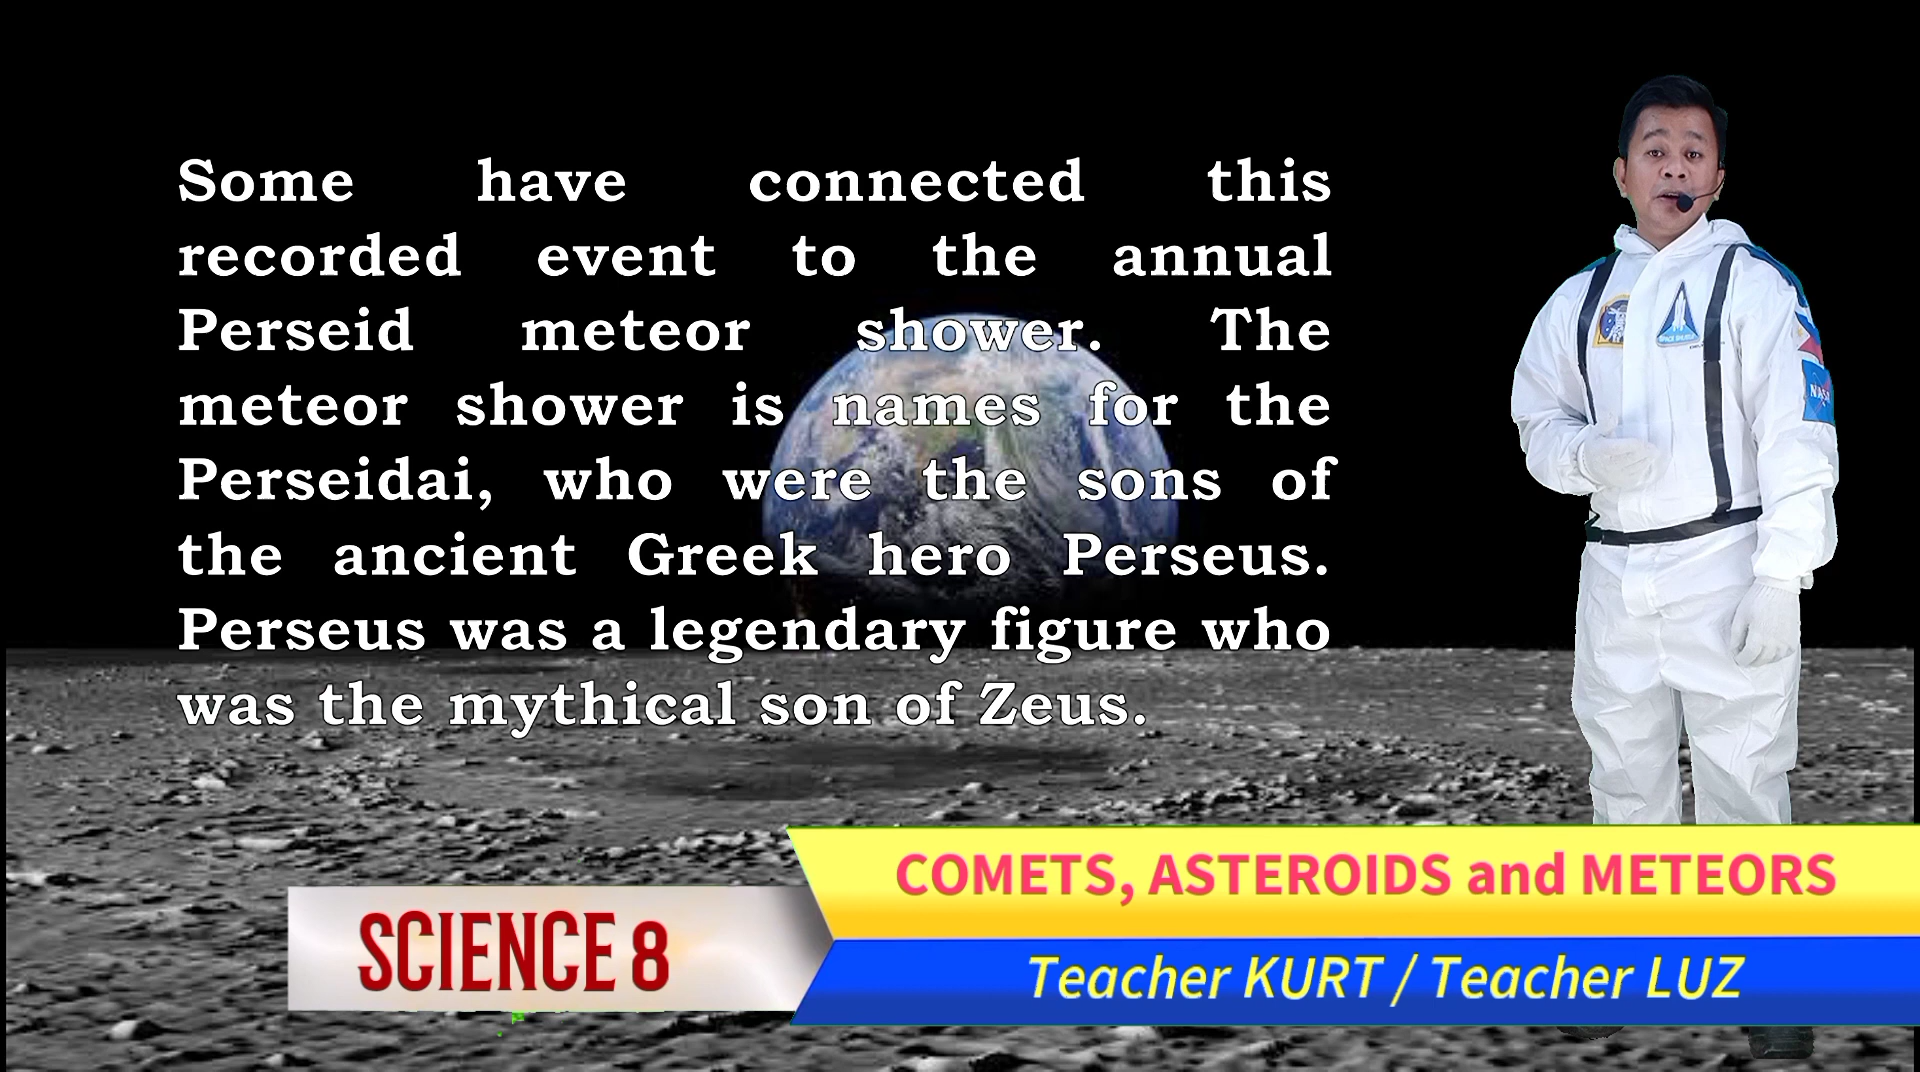 Some have connected this
recorded event to the annual
Perseid meteor shower. The
meteor shower is names for the
Perseidai, who were the sons of
the ancient Greek hero Perseus.
Perseus was a legendary figure who
was the mythical son of Zeus.
NASA
COMETS, ASTEROIDS and METEORS
SCIENCE 8
Teacher KURT / Teacher LUZ